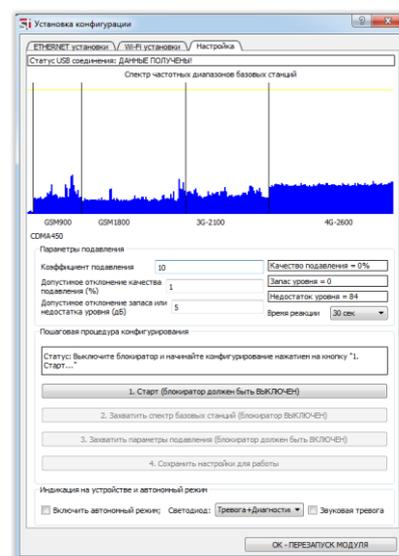 Установка конфигурации
ETHERNET установки Wi-Fi установки Настройка
Статус USB соединения: ДАННЫЕ ПОЛУЧЕНЫ!
Спектр частотных диапазонов базовых станций
GSM900 GSM1800 3G-2100 4G-2600
CDMA450
Параметры подавления
Коэффициент подавления 10 Качество подавления = 0%
Допустимое отклонение качества подавления (%) 1 Запас уровня = 0
Недостаток уровня = 84
Допустимое отклонение запаса или недостатка уровня (дБ) 5 Время реакции 30 сек
Пошаговая процедура конфигурирования
Статус: Выключите блокиратор и начинайте конфигурирование нажатием на кнопку "1.
Старт..."
1. Старт (блокиратор должен быть ВЫКЛЮЧЕН)
2. Захватить спектр базовых станций (блокиратор ВЫКЛЮЧЕН)
3. Захватить параметры подавления (блокиратор должен быть ВКЛЮЧЕН)
4. Сохранить настройки для работы
Индикация на устройстве и автономный режим
Включить автономный режим; Светодиод: Тревога+Диагности Звуковая тревога
ОК - ПЕРЕЗАПУСК МОДУЛЯ